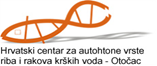 Hrvatski centar za autohtone vrste
riba i rakova krških voda - Otočac